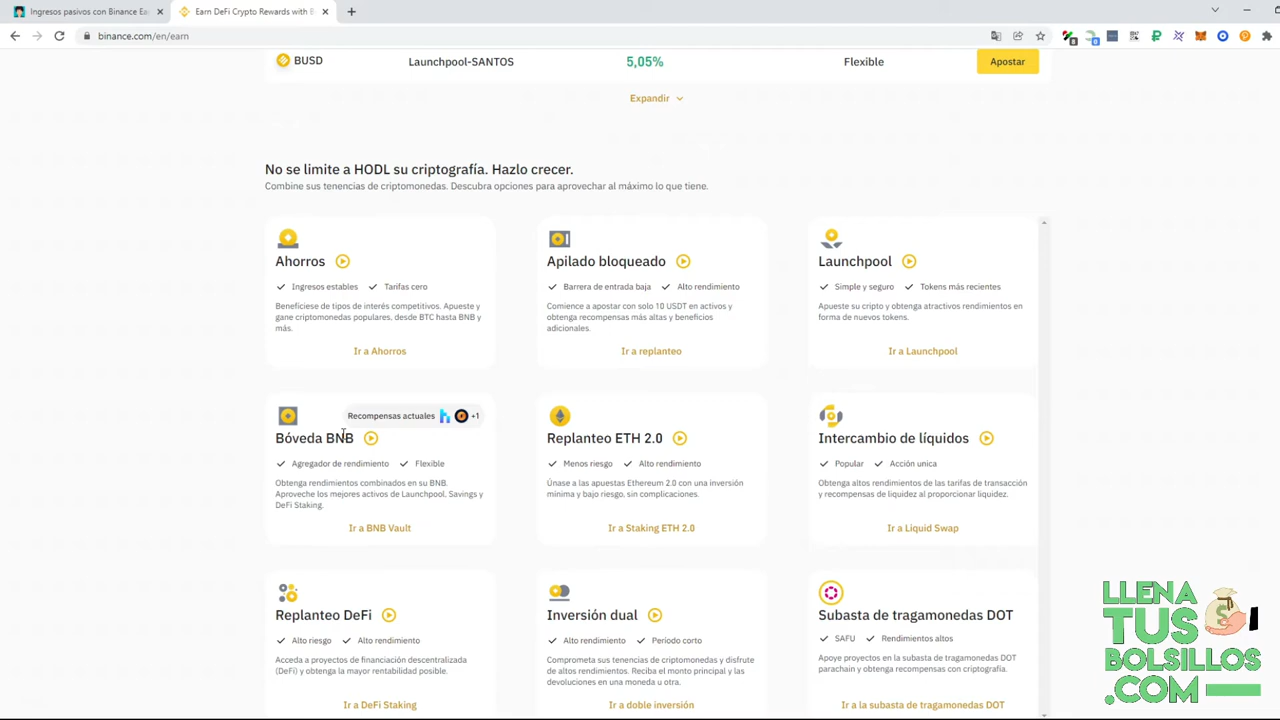 Ingresos pasivos con Binance Ea
Earn DeFi Crypto Rewards with B
binance.com/en/earn
BUSD
Launchpool-SANTOS
5,05%
Flexible
Apostar
Expandir
No se limite a HODL su criptografía. Hazlo crecer.
Combine sus tenencias de criptomonedas. Descubra opciones para aprovechar al máximo lo que tiene.
Ahorros
Ingresos estables
Tarifas cero
Benefíciese de tipos de interés competitivos. Apueste y
gane criptomonedas populares, desde BTC hasta BNB y
más.
Ir a Ahorros
Apilado bloqueado
Barrera de entrada baja
Alto rendimiento
Comience a apostar con solo 10 USDT en activos y
obtenga recompensas más altas y beneficios
adicionales.
Ir a replanteo
Launchpool
Simple y seguro
Tokens más recientes
Apueste su cripto y obtenga atractivos rendimientos en
forma de nuevos tokens.
Ir a Launchpool
Recompensas actuales
+1
Bóveda BNB
Agregador de rendimiento
Flexible
Obtenga rendimientos combinados en su BNB.
Aproveche los mejores activos de Launchpool, Savings y
DeFi Staking.
Ir a BNB Vault
Replanteo ETH 2.0
Menos riesgo
Alto rendimiento
Únase a las apuestas Ethereum 2.0 con una inversión
mínima y bajo riesgo, sin complicaciones.
Ir a Staking ETH 2.0
Intercambio de líquidos
Popular
Acción unica
Obtenga altos rendimientos de las tarifas de transacción
y recompensas de liquidez al proporcionar liquidez.
Ir a Liquid Swap
Replanteo DeFi
Alto riesgo
Alto rendimiento
Acceda a proyectos de financiación descentralizada
(DeFi) y obtenga la mayor rentabilidad posible.
Ir a DeFi Staking
Inversión dual
Alto rendimiento
Período corto
Comprometa sus tenencias de criptomonedas y disfrute
de altos rendimientos. Reciba el monto principal y las
devoluciones en una moneda u otra.
Ir a doble inversión
Subasta de tragamonedas DOT
SAFU
Rendimientos altos
Apoye proyectos en la subasta de tragamonedas DOT
parachain y obtenga recompensas con criptografía.
Ir a la subasta de tragamonedas DOT
LLENA
TUS
BOLSILLOS
.COM